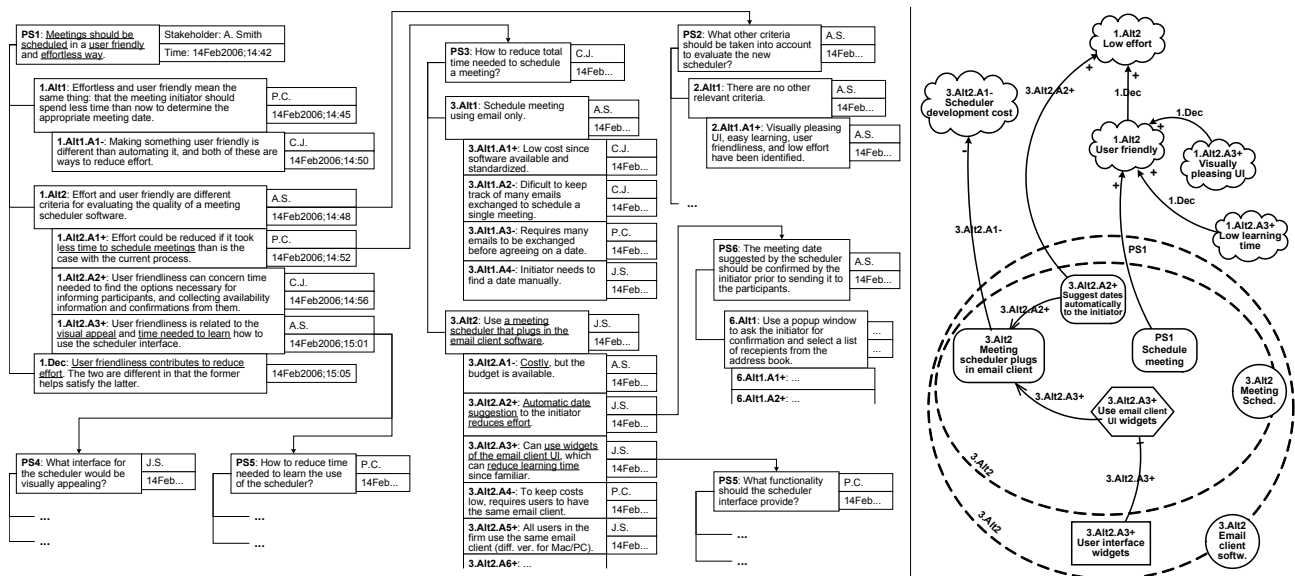 PS1: Meetings should be
scheduled in a user friendly
and effortless way.
Stakeholder: A. Smith
Time: 14Feb2006;14:42
1.Alt1: Effortless and user friendly mean the
same thing: that the meeting initiator should
spend less time than now to determine the
appropriate meeting date.
P.C.
14Feb2006;14:45
1.Alt1.A1-: Making something user friendly is
different than automating it, and both of these are
ways to reduce effort.
C.J.
14Feb2006;14:50
1.Alt2: Effort and user friendly are different
criteria for evaluating the quality of a meeting
scheduler software.
A.S.
14Feb2006;14:48
1.Alt2.A1+: Effort could be reduced if it took
less time to schedule meetings than is the
case with the current process.
P.C.
14Feb2006;14:52
1.Alt2.A2+: User friendliness can concern time
needed to find the options necessary for
informing participants, and collecting availability
information and confirmations from them.
C.J.
14Feb2006;14:56
1.Alt2.A3+: User friendliness is related to the
visual appeal and time needed to learn how to
use the scheduler interface.
A.S.
14Feb2006;15:01
1.Dec: User friendliness contributes to reduce
effort. The two are different in that the former
helps satisfy the latter.
14Feb2006;15:05
PS4: What interface for
the scheduler would be
visually appealing?
J.S.
14Feb...
...
...
PS5: How to reduce time
needed to learn the use
of the scheduler?
P.C.
14Feb...
...
...
PS3: How to reduce total
time needed to schedule
a meeting?
C.J.
14Feb...
3.Alt1: Schedule meeting
using email only.
A.S.
14Feb...
3.Alt1.A1+: Low cost since
software available and
standardized.
C.J.
14Feb...
3.Alt1.A2-: Dificult to keep
track of many emails
exchanged to schedule a
single meeting.
C.J.
14Feb...
3.Alt1.A3-: Requires many
emails to be exchanged
before agreeing on a date.
P.C.
14Feb...
3.Alt1.A4-: Initiator needs to
find a date manually.
J.S.
14Feb...
3.Alt2: Use a meeting
scheduler that plugs in the
email client software.
J.S.
14Feb...
3.Alt2.A1-: Costly, but the
budget is available.
A.S.
14Feb...
3.Alt2.A2+: Automatic date
suggestion to the initiator
reduces effort.
J.S.
14Feb...
3.Alt2.A3+: Can use widgets
of the email client UI, which
can reduce learning time
since familiar.
J.S.
14Feb...
3.Alt2.A4-: To keep costs
low, requires users to have
the same email client.
P.C.
14Feb...
3.Alt2.A5+: All users in the
firm use the same email
client (diff. ver. for Mac/PC).
J.S.
14Feb...
3.Alt2.A6+: ...
PS2: What other criteria
should be taken into account
to evaluate the new
scheduler?
A.S.
14Feb...
2.Alt1: There are no other
relevant criteria.
A.S.
14Feb...
2.Alt1.A1+: Visually pleasing
UI, easy learning, user
friendliness, and low effort
have been identified.
A.S.
14Feb...
...
PS6: The meeting date
suggested by the scheduler
should be confirmed by the
initiator prior to sending it to
the participants.
A.S.
14Feb...
6.Alt1: Use a popup window
to ask the initiator for
confirmation and select a list
of recepients from the
address book.
...
...
6.Alt1.A1+: ...
6.Alt1.A2+: ...
PS5: What functionality
should the scheduler
interface provide?
P.C.
14Feb...
...
...
1.Alt2
Low effort
+
+
3.Alt2.A2+
1.Dec
3.Alt2.A1-
Scheduler
development cost
-
1.Alt2
User friendly
+
+
+
1.Dec
1.Alt2.A3+
Visually
pleasing UI
1.Dec
1.Alt2.A3+
Low learning
time
3.Alt2.A1-
PS1
3.Alt2.A2+
Suggest dates
automatically
to the initiator
3.Alt2.A2+
3.Alt2
Meeting
scheduler plugs
in email client
PS1
Schedule
meeting
3.Alt2
Meeting
Sched.
3.Alt2.A3+
3.Alt2.A3+
Use email client
UI widgets
3.Alt2
3.Alt2.A3+
3.Alt2
3.Alt2.A3+
User interface
widgets
3.Alt2
Email
client
softw.